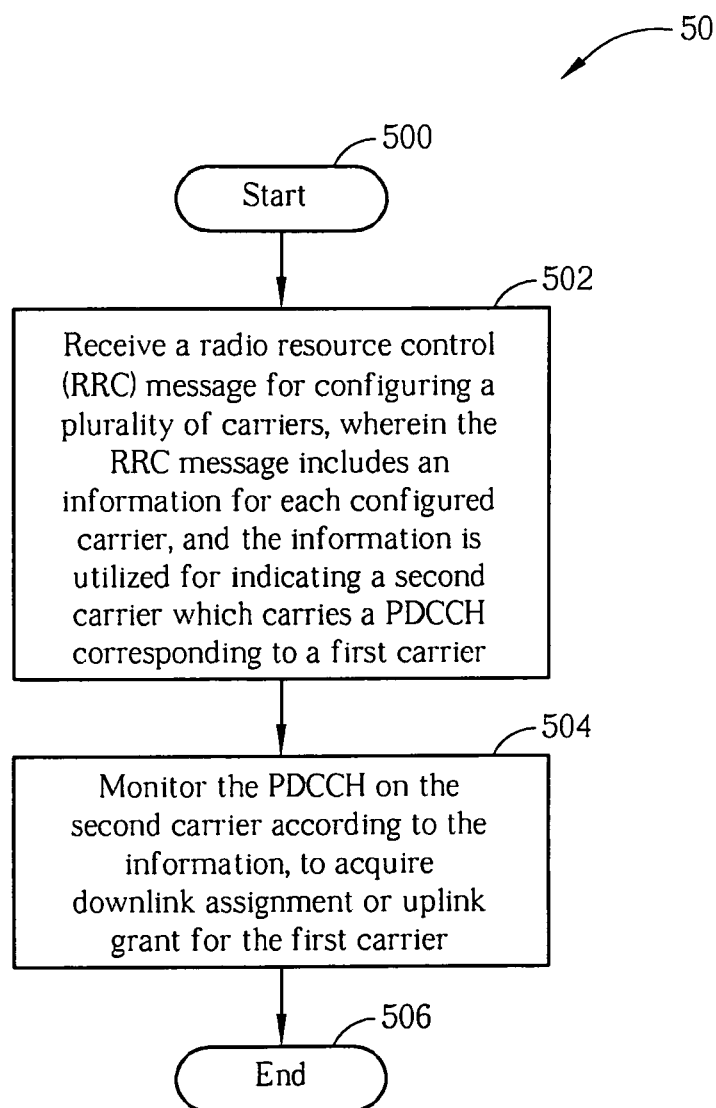 50
500
Start
502
Receive a radio resource control
(RRC) message for configuring a
plurality of carriers, wherein the
RRC message includes an
information for each configured
carrier, and the information is
utilized for indicating a second
carrier which carries a PDCCH
corresponding to a first carrier
504
Monitor the PDCCH on the
second carrier according to the
information, to acquire
downlink assignment or uplink
grant for the first carrier
506
End